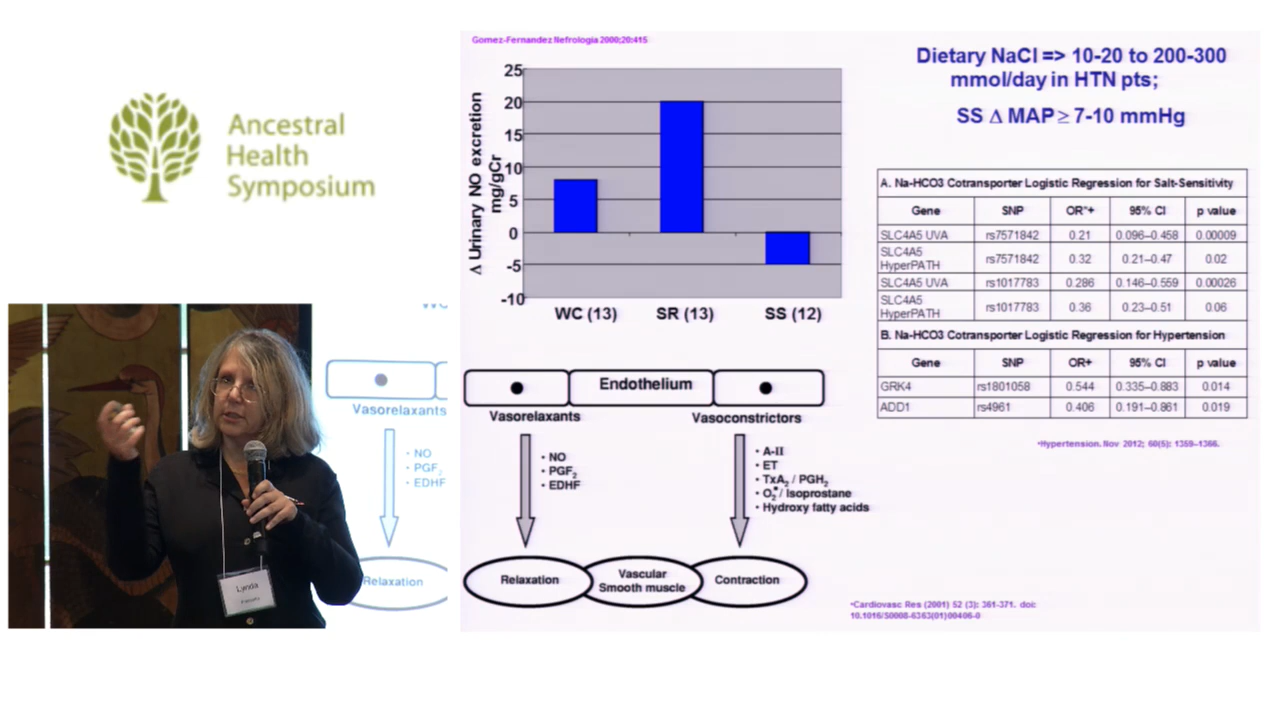 Ancestral
Health
Symposium
Gomez-Fernandez Nefrologia 2000;20:415
Δ Urinary NO excretion
mg/gCr
25
20
15
10
5
0
-5
-10
WC (13) SR (13) SS (12)
Dietary NaCl => 10-20 to 200-300
mmol/day in HTN pts;
SS Δ MAP ≥ 7-10 mmHg
A. Na-HCO3 Cotransporter Logistic Regression for Salt-Sensitivity
Gene SNP OR*+ 95% CI p value
SLC4A5 UVA rs7571842 0.21 0.096–0.458 0.00009
SLC4A5
HyperPATH rs7571842 0.32 0.21–0.47 0.02
SLC4A5 UVA rs1017783 0.286 0.146–0.559 0.00026
SLC4A5
HyperPATH rs1017783 0.36 0.23–0.51 0.06
B. Na-HCO3 Cotransporter Logistic Regression for Hypertension
Gene SNP OR+ 95% CI p value
GRK4 rs1801058 0.544 0.335–0.883 0.014
ADD1 rs4961 0.406 0.191–0.861 0.019
*Hypertension. Nov 2012; 60(5): 1359–1366.
Endothelium
Vasorelaxants
Vasoconstrictors
• NO
• PGF₂
• EDHF
• A-II
• ET
• TxA₂ / PGH₂
• O₂•/ Isoprostane
• Hydroxy fatty acids
Relaxation
Vascular
Smooth muscle
Contraction
*Cardiovasc Res (2001) 52 (3): 361-371. doi:
10.1016/S0008-6363(01)00406-0
Vasorelaxants
• NO
• PGF₂
• EDHF
Relaxation
Lynda